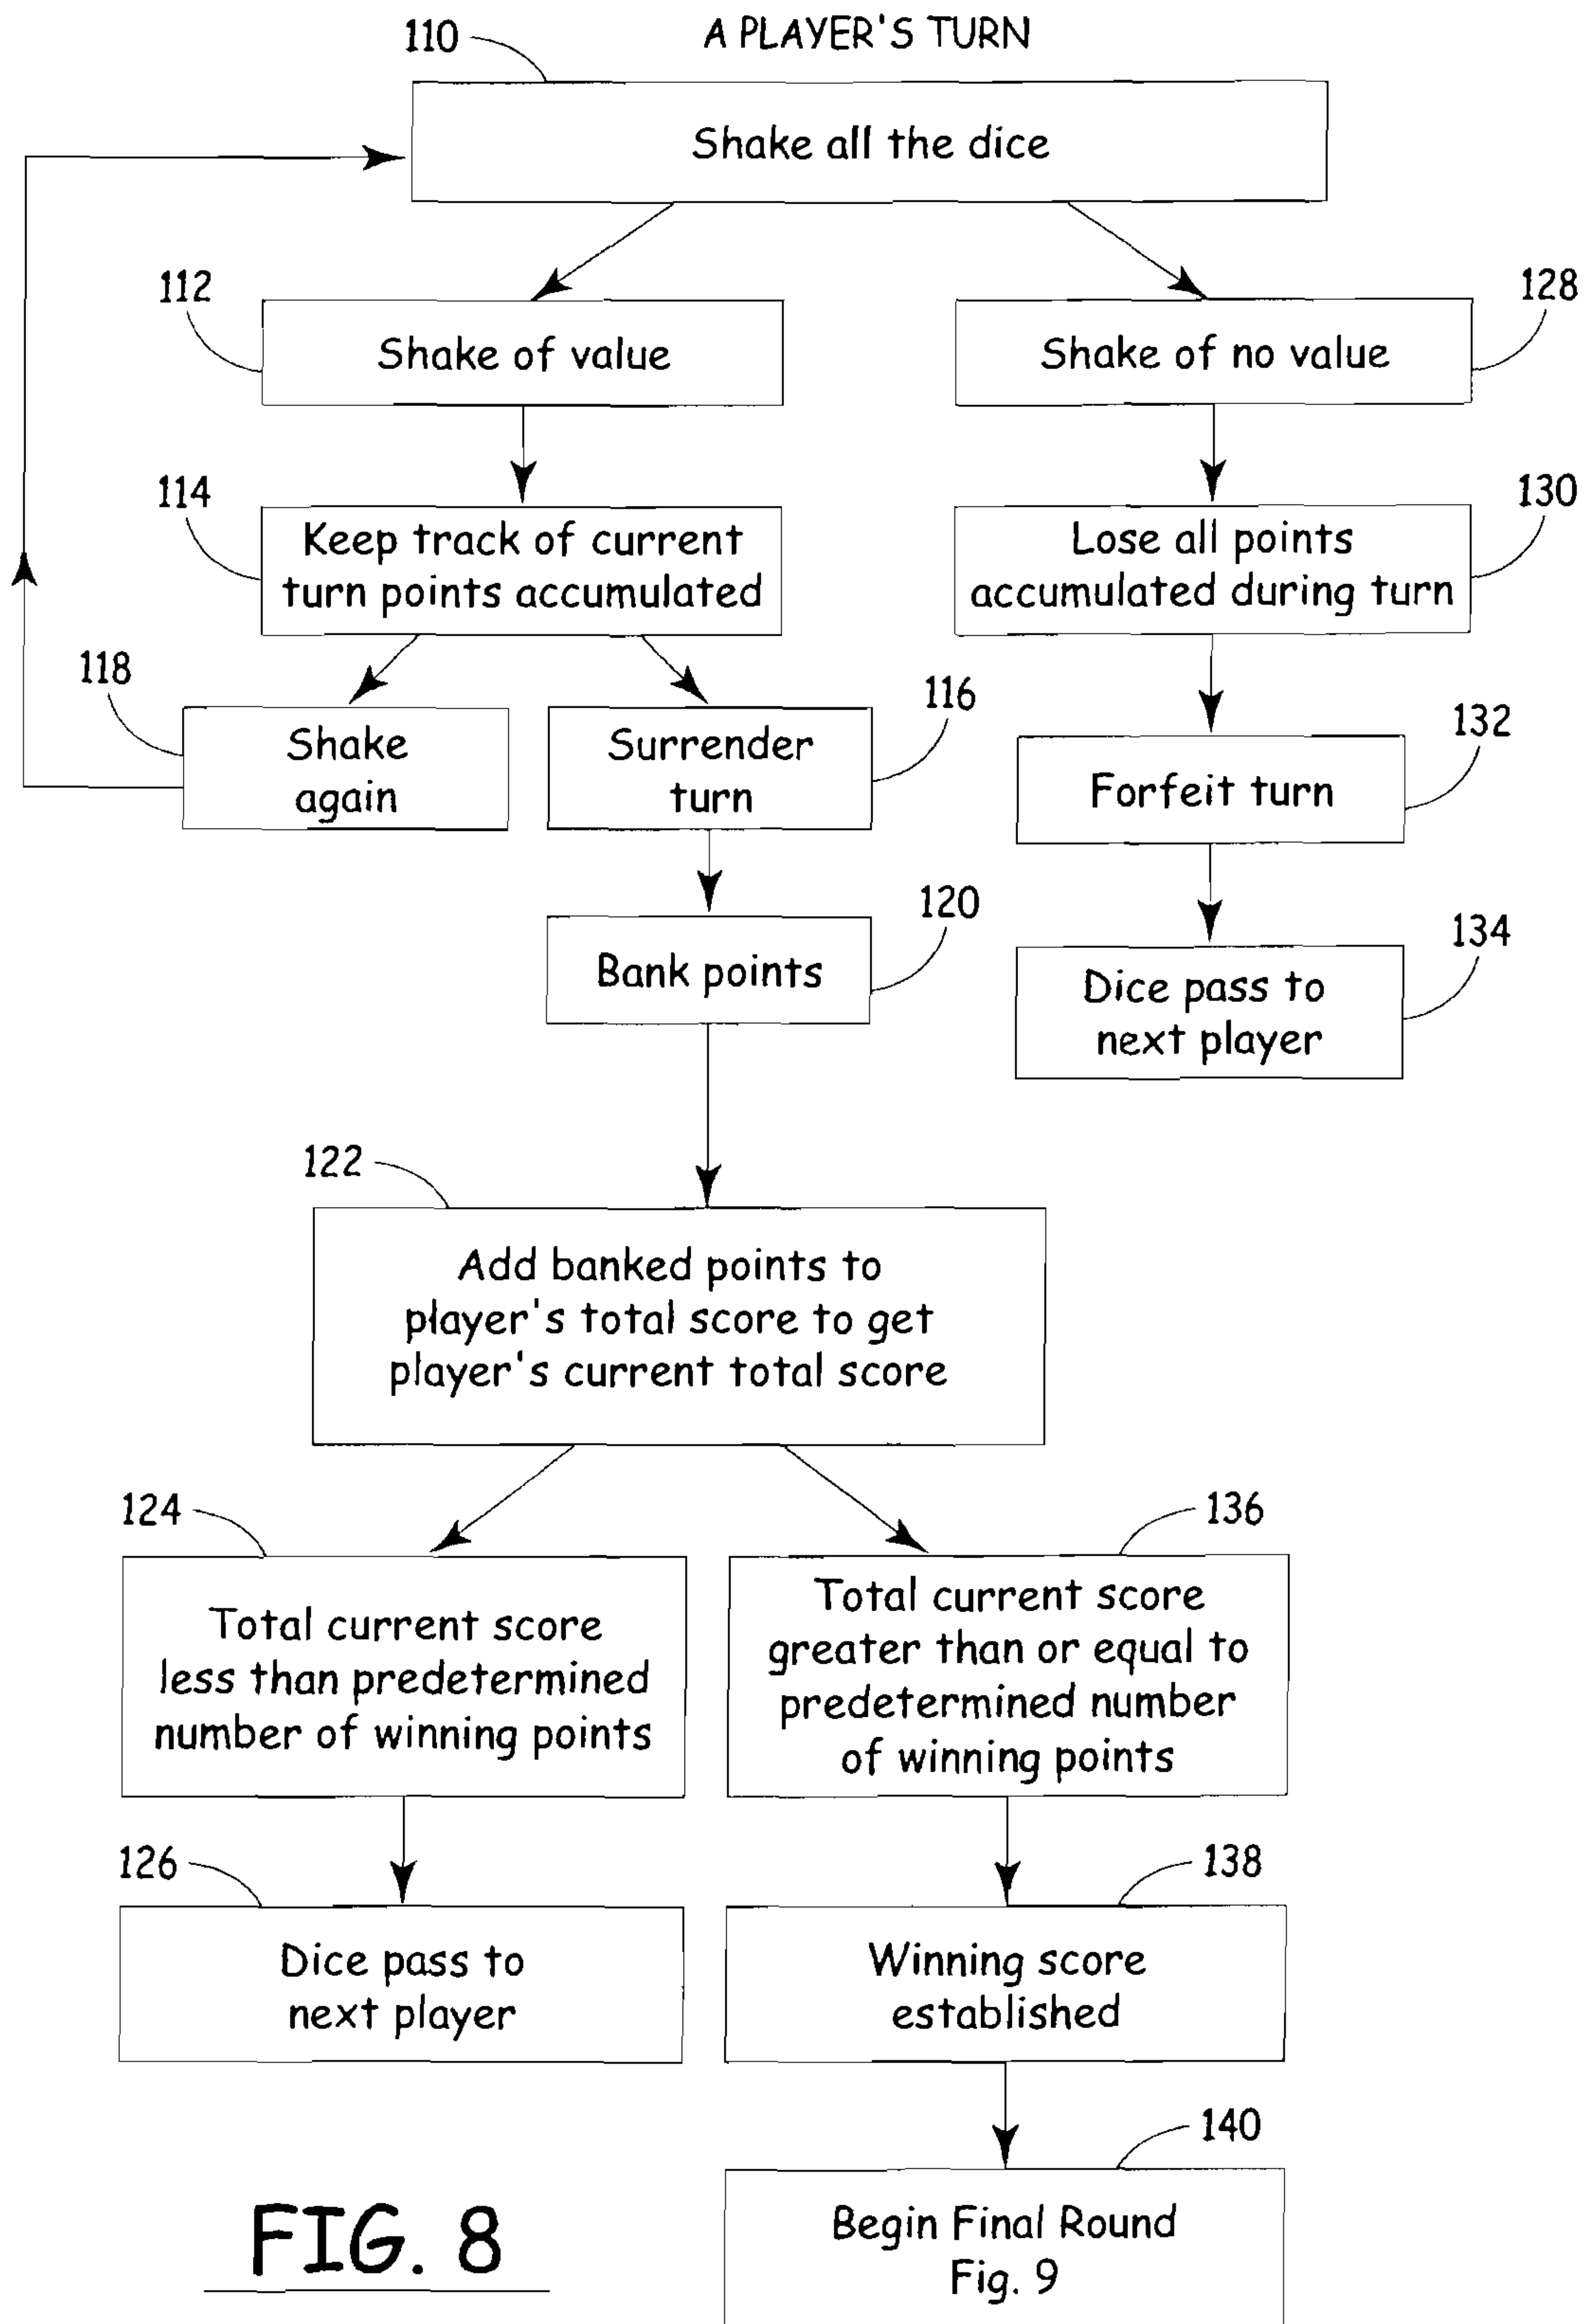 A PLAYER'S TURN
110
Shake all the dice
112
Shake of value
128
Shake of no value
114
Keep track of current
turn points accumulated
130
Lose all points
accumulated during turn
118
Shake
again
116
Surrender
turn
132
Forfeit turn
120
Bank points
134
Dice pass to
next player
122
Add banked points to
player's total score to get
player's current total score
124
Total current score
less than predetermined
number of winning points
136
Total current score
greater than or equal to
predetermined number
of winning points
126
Dice pass to
next player
138
Winning score
established
140
Begin Final Round
Fig. 9
FIG. 8